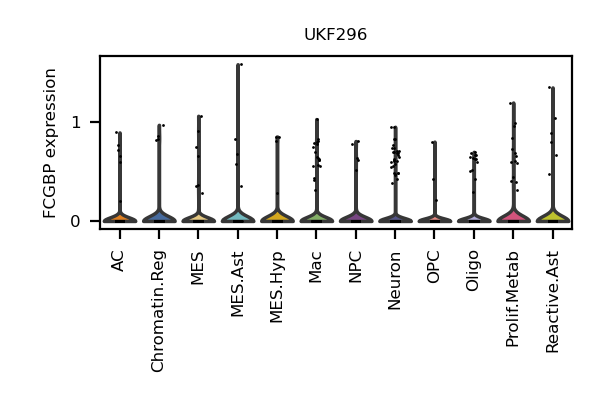 UKF296
FCGBP expression
1
0
AC
Chromatin.Reg
MES
MES.Ast
MES.Hyp
Mac
NPC
Neuron
OPC
Oligo
Prolif.Metab
Reactive.Ast